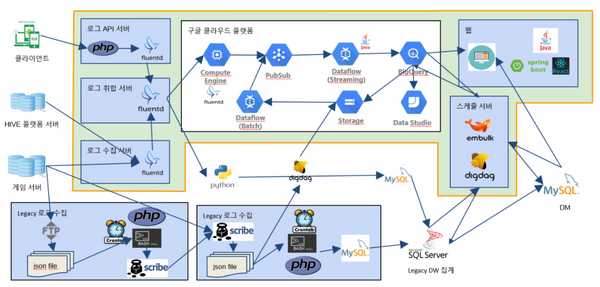 로그 API 서버
php
fluentd
클라이언트
로그 취합 서버
fluentd
HIVE 플랫폼 서버
로그 수집 서버
fluentd
게임 서버
구글 클라우드 플랫폼
Compute
Engine
fluentd
PubSub
Java
Dataflow
(Streaming)
BigQuery
Dataflow
(Batch)
Storage
Data Studio
웹
Java
spring
boot
React
스케줄 서버
embulk
digdag
python
digdag
MySQL
MySQL
DM
SQL Server
Legacy DW 집계
Legacy 로그 수집
FTP
json file
Crontab
BASH
php
scribe
Legacy 로그 수집
scribe
json file
Crontab
BASH
php
MySQL